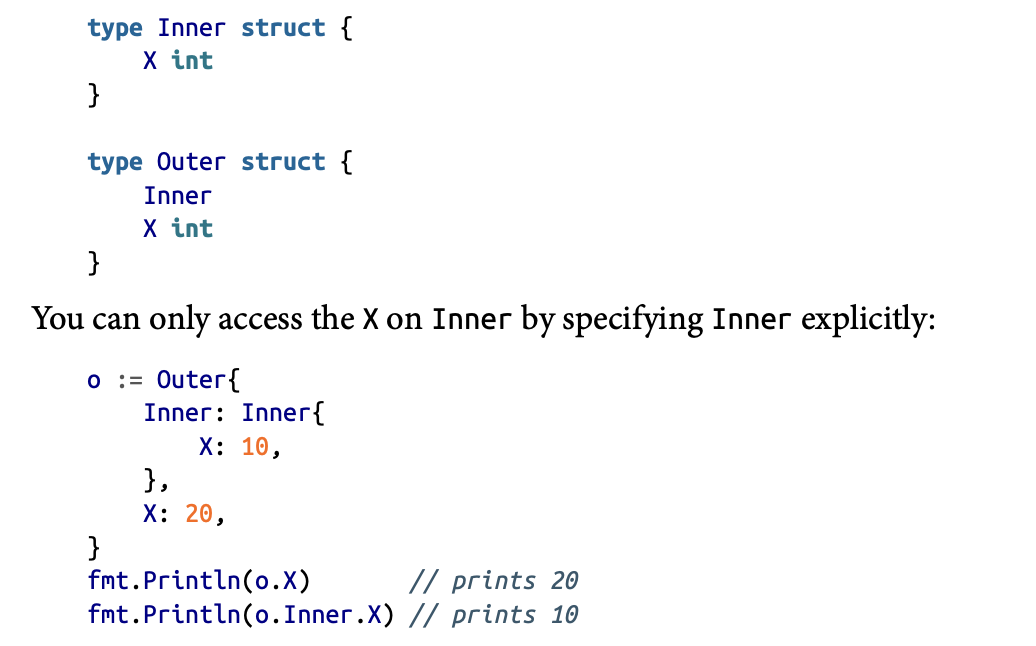 type Inner struct {
    X int
}

type Outer struct {
    Inner
    X int
}
You can only access the X on Inner by specifying Inner explicitly:
o := Outer{
    Inner: Inner{
        X: 10,
    },
    X: 20,
}
fmt.Println(o.X)       // prints 20
fmt.Println(o.Inner.X) // prints 10